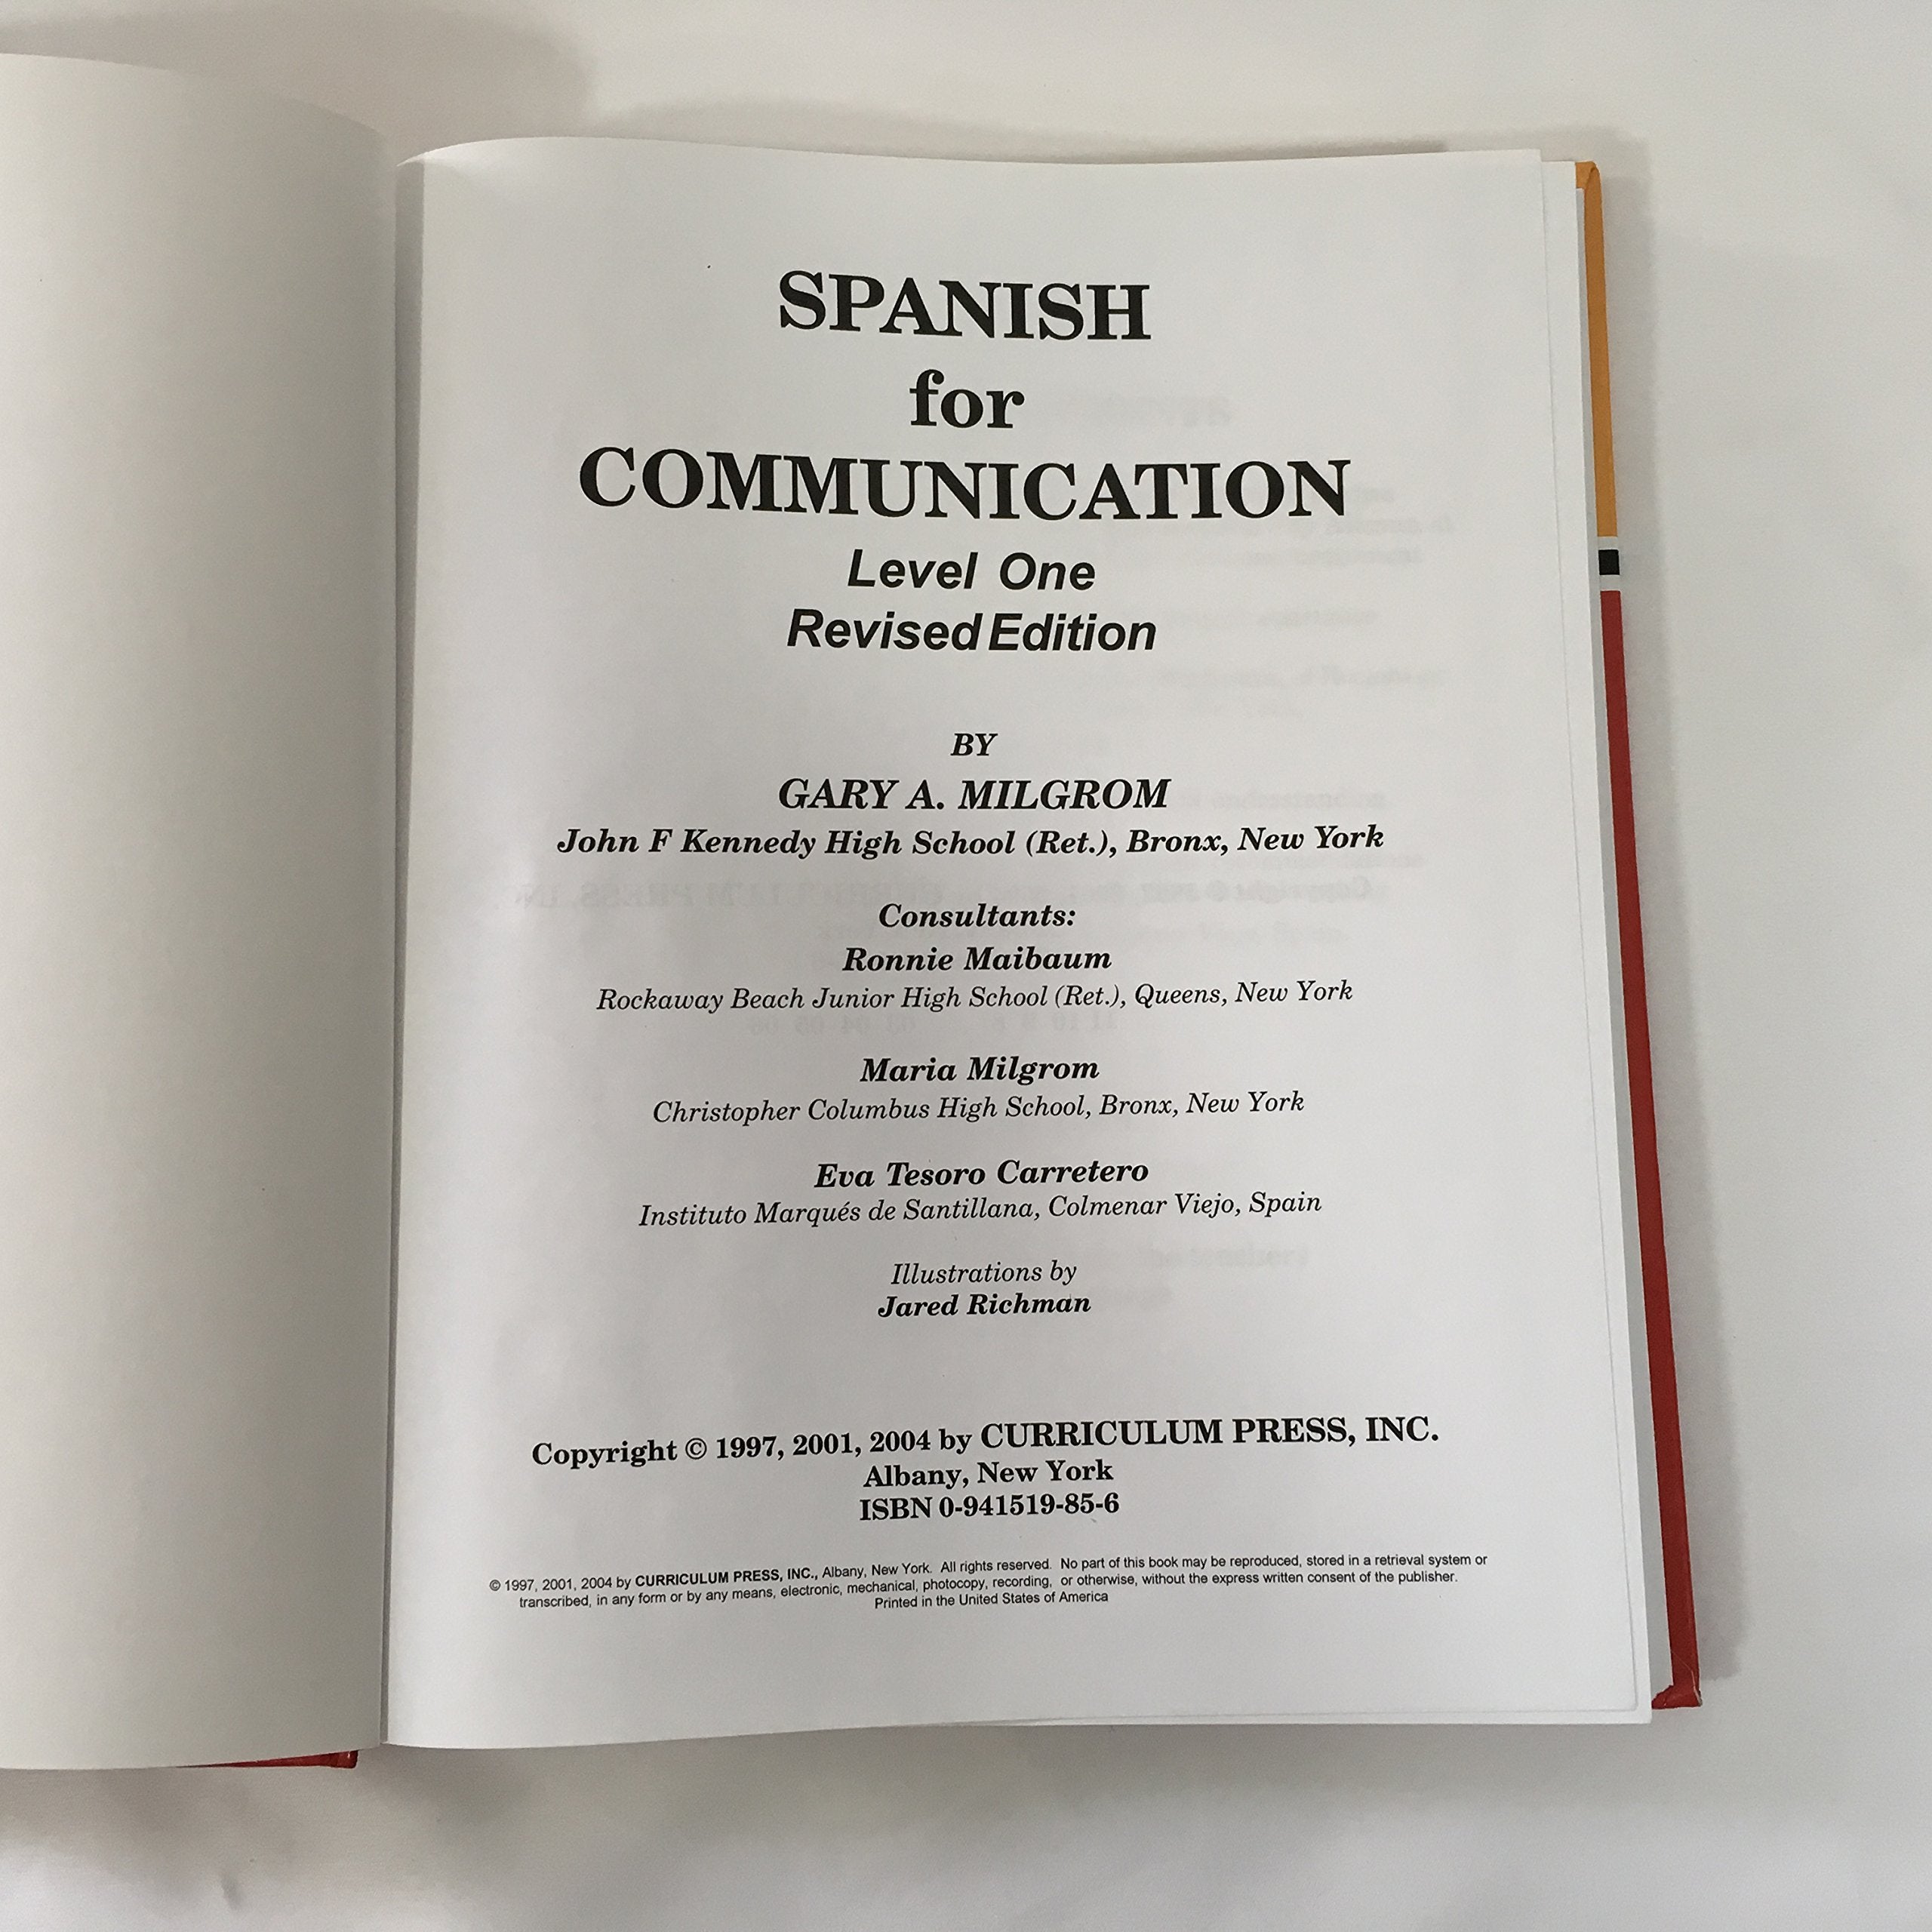 SPANISH
for
COMMUNICATION
Level One
Revised Edition
BY
GARY A. MILGROM
John F Kennedy High School (Ret.), Bronx, New York
Consultants:
Ronnie Maibaum
Rockaway Beach Junior High School (Ret.), Queens, New York
Maria Milgrom
Christopher Columbus High School, Bronx, New York
Eva Tesoro Carretero
Instituto Marqués de Santillana, Colmenar Viejo, Spain
Illustrations by
Jared Richman
Copyright © 1997, 2001, 2004 by CURRICULUM PRESS, INC.
Albany, New York
ISBN 0-941519-85-6
© 1997, 2001, 2004 by CURRICULUM PRESS, INC., Albany, New York. All rights reserved. No part of this book may be reproduced, stored in a retrieval system or
transcribed, in any form or by any means, electronic, mechanical, photocopy, recording, or otherwise, without the express written consent of the publisher.
Printed in the United States of America